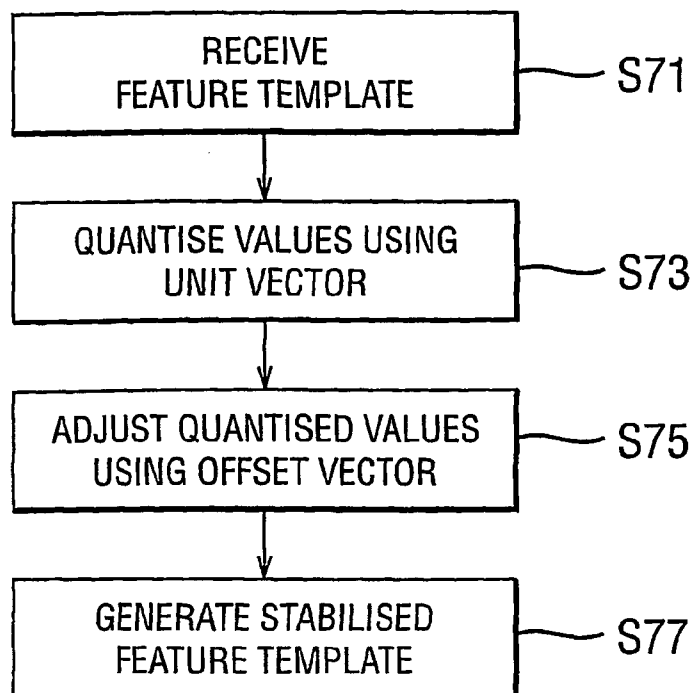 RECEIVE
FEATURE TEMPLATE
S71
QUANTISE VALUES USING
UNIT VECTOR
S73
ADJUST QUANTISED VALUES
USING OFFSET VECTOR
S75
GENERATE STABILISED
FEATURE TEMPLATE
S77